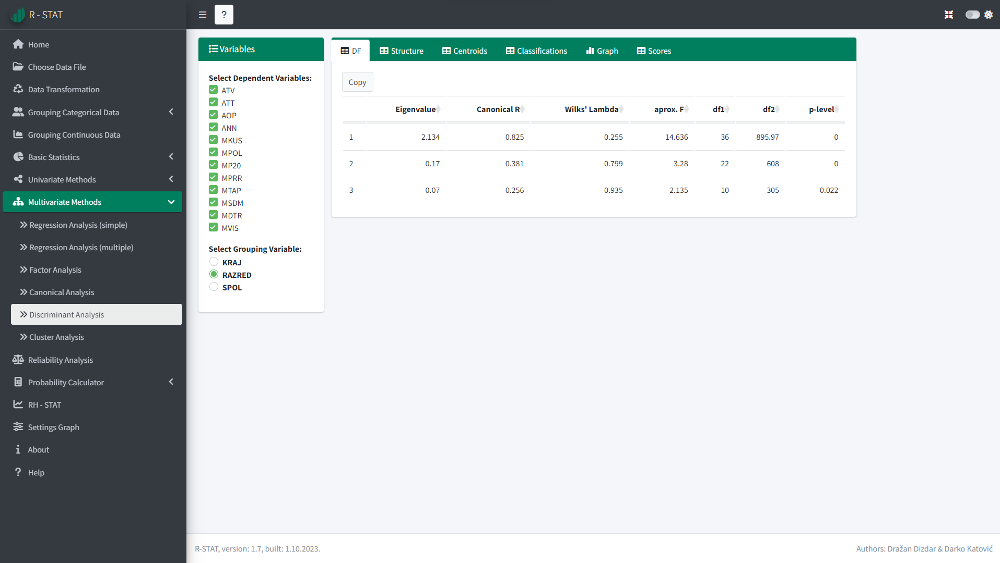 R - STAT
?
Home
Choose Data File
Data Transformation
Grouping Categorical Data
Grouping Continuous Data
Basic Statistics
Univariate Methods
Multivariate Methods
Regression Analysis (simple)
Regression Analysis (multiple)
Factor Analysis
Canonical Analysis
Discriminant Analysis
Cluster Analysis
Reliability Analysis
Probability Calculator
RH - STAT
Settings Graph
About
Help
Variables
Select Dependent Variables:
ATV
ATT
AOP
ANN
MKUS
MPOL
MP20
MPRR
MTAP
MSDM
MDTR
MVIS
Select Grouping Variable:
KRAJ
RAZRED
SPOL
DF Structure Centroids Classifications Graph Scores
Copy
Eigenvalue Canonical R Wilks' Lambda aprox. F df1 df2 p-level
1 2.134 0.825 0.255 14.636 36 895.97 0
2 0.17 0.381 0.799 3.28 22 608 0
3 0.07 0.256 0.935 2.135 10 305 0.022
R-STAT, version: 1.7, built: 1.10.2023.
Authors: Dražan Dizdar & Darko Katović